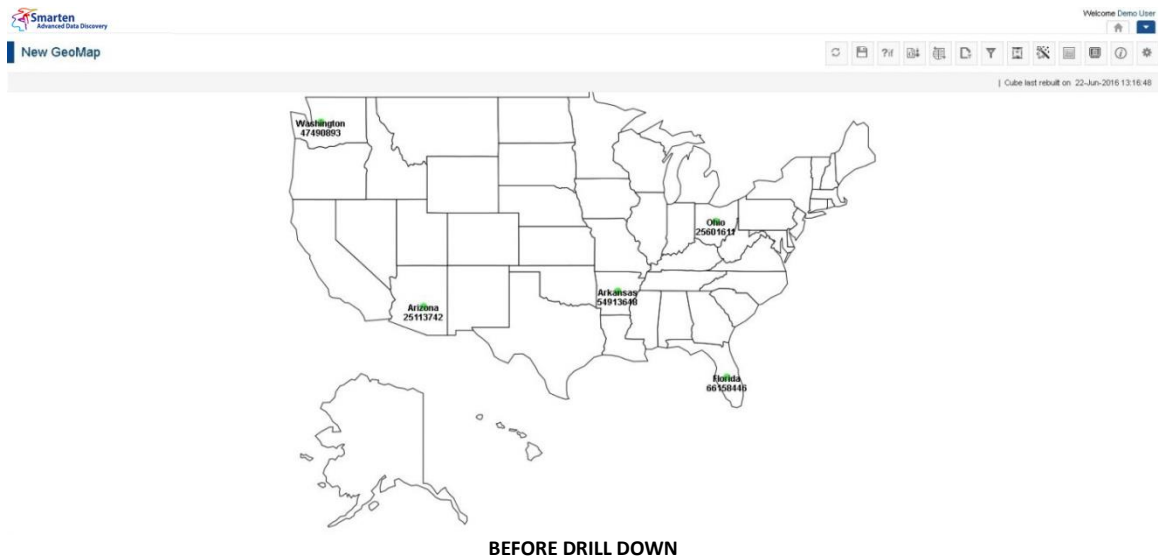 Smarten
Advanced Data Discovery
Welcome Demo User
New GeoMap
?if
| Cube last rebuilt on 22-Jun-2016 13:16:48
Washington
47490893
Ohio
25601611
Arkansas
54913648
Arizona
25113742
Florida
66158446
BEFORE DRILL DOWN